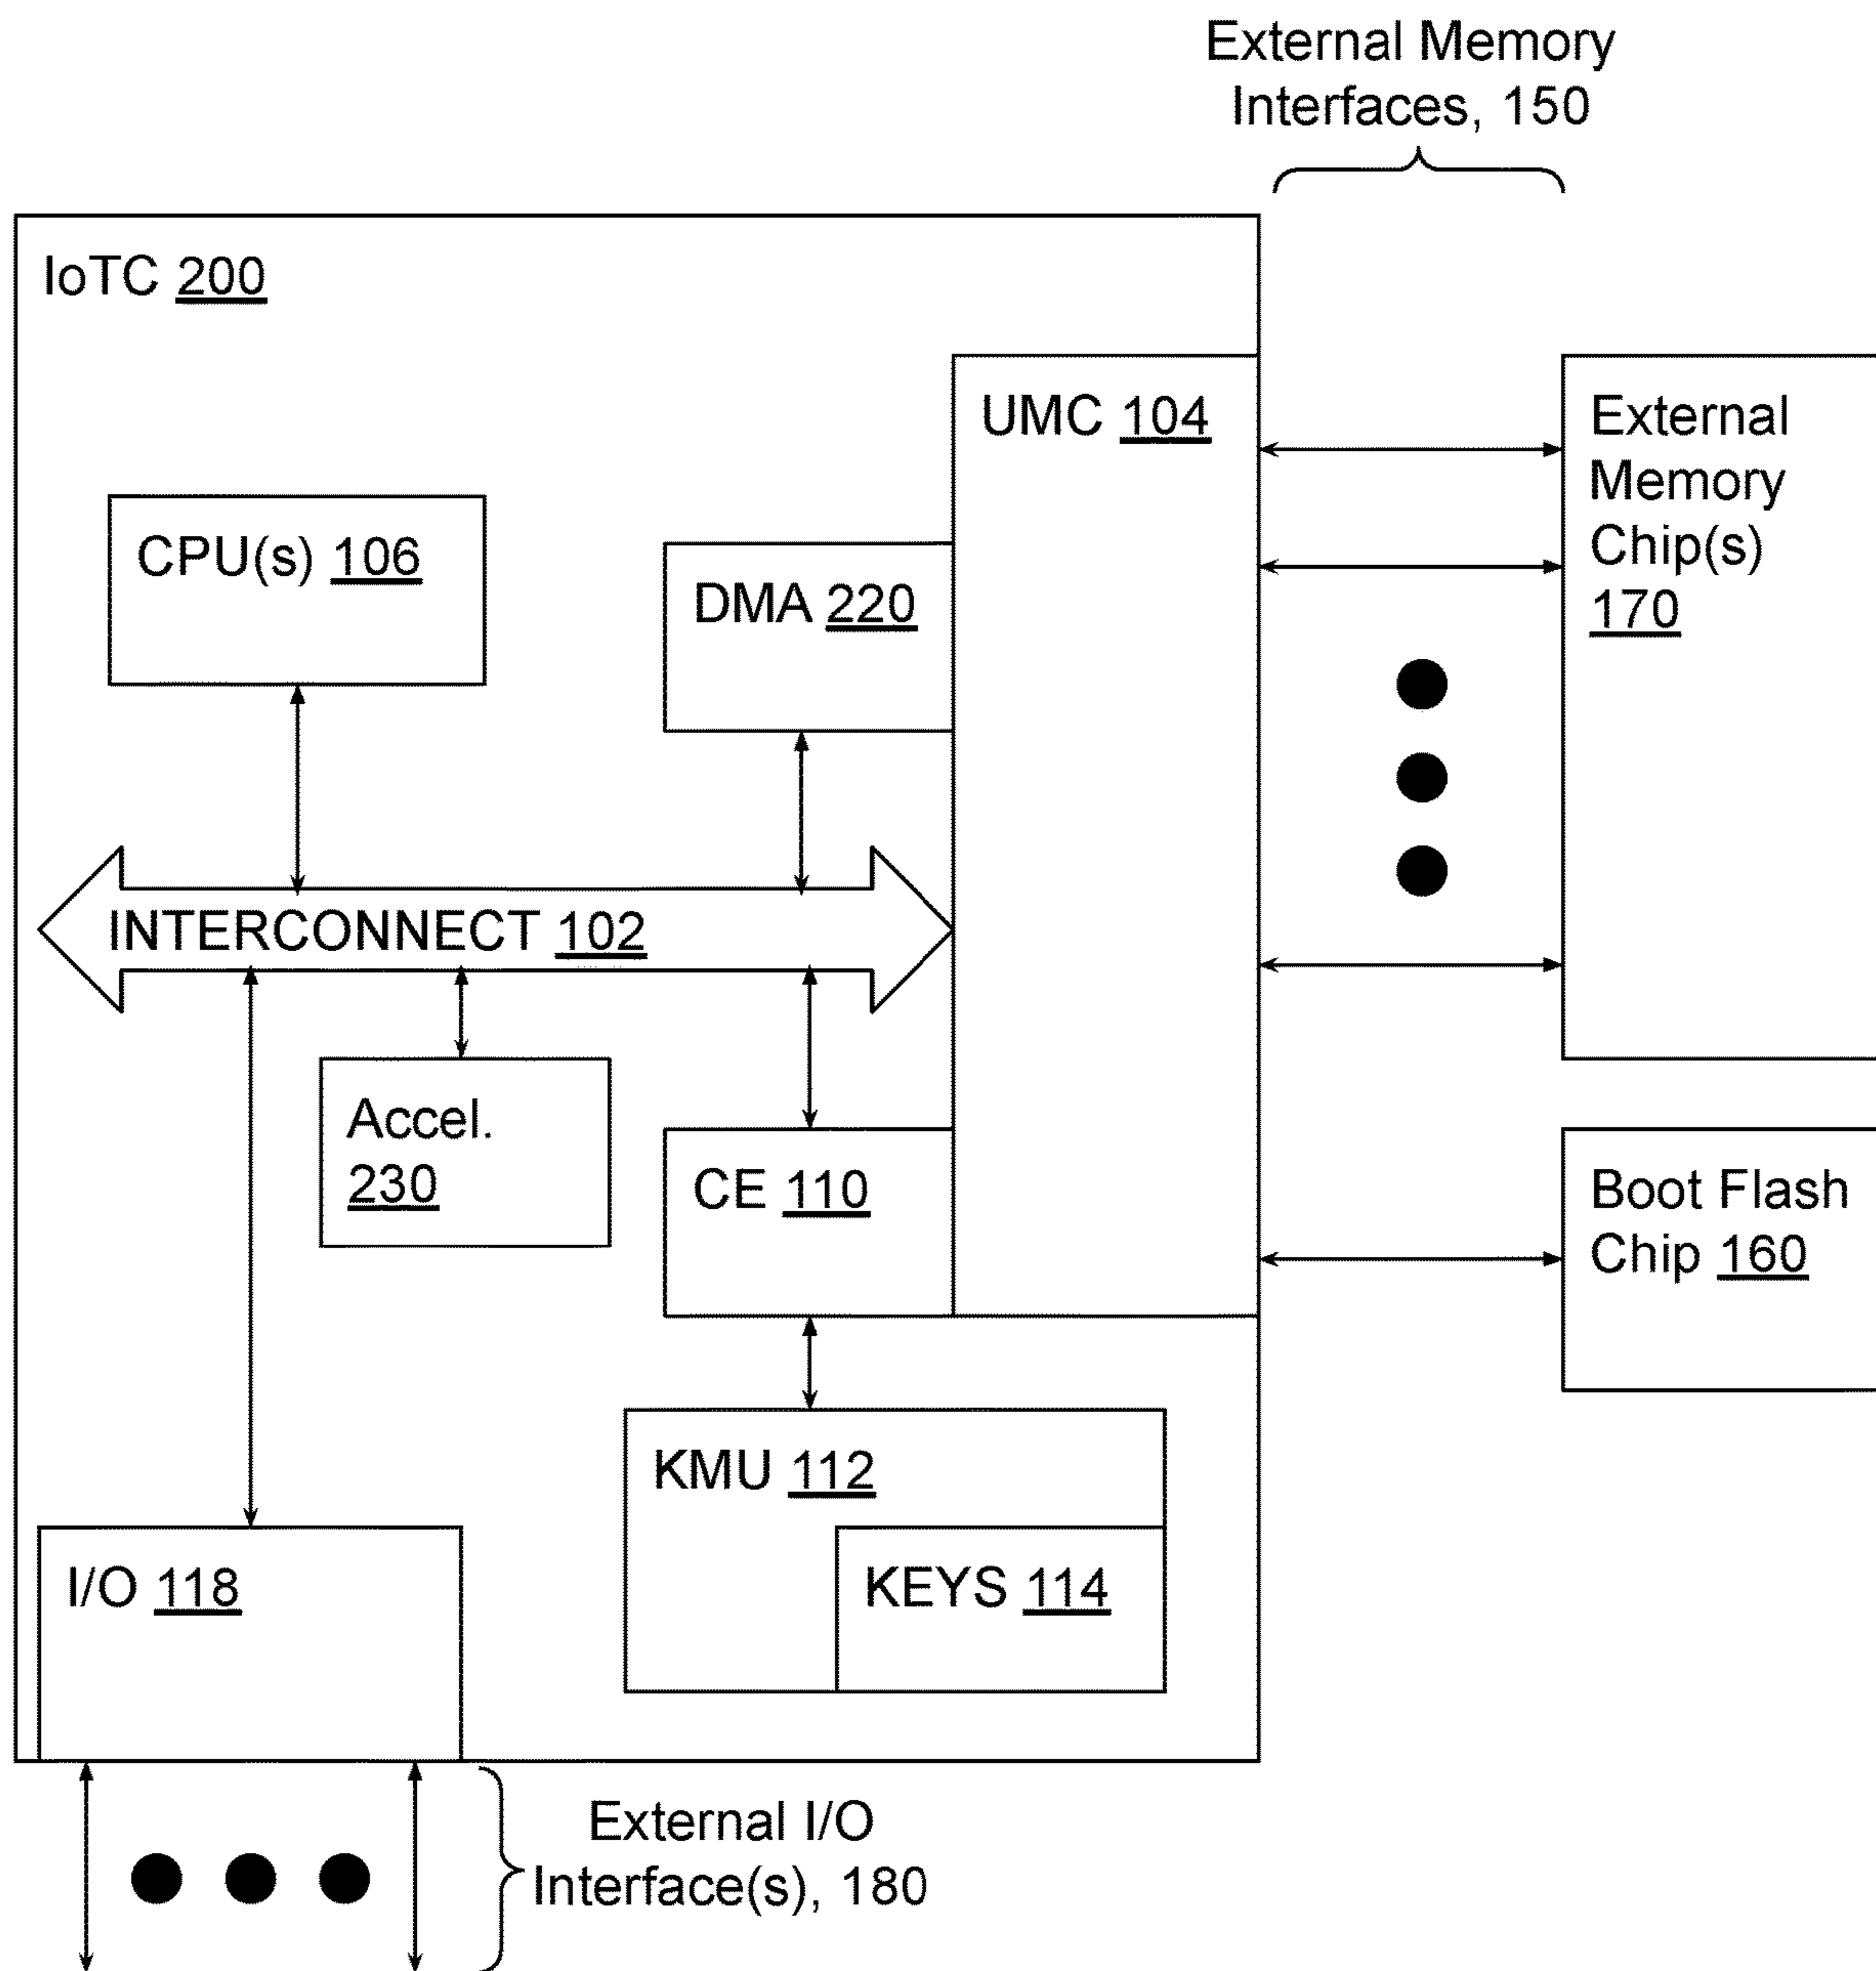 External Memory
Interfaces, 150
IoTC 200
UMC 104
External
Memory
Chip(s)
170
CPU(s) 106
DMA 220
INTERCONNECT 102
Accel.
230
CE 110
Boot Flash
Chip 160
KMU 112
KEYS 114
I/O 118
External I/O
Interface(s), 180